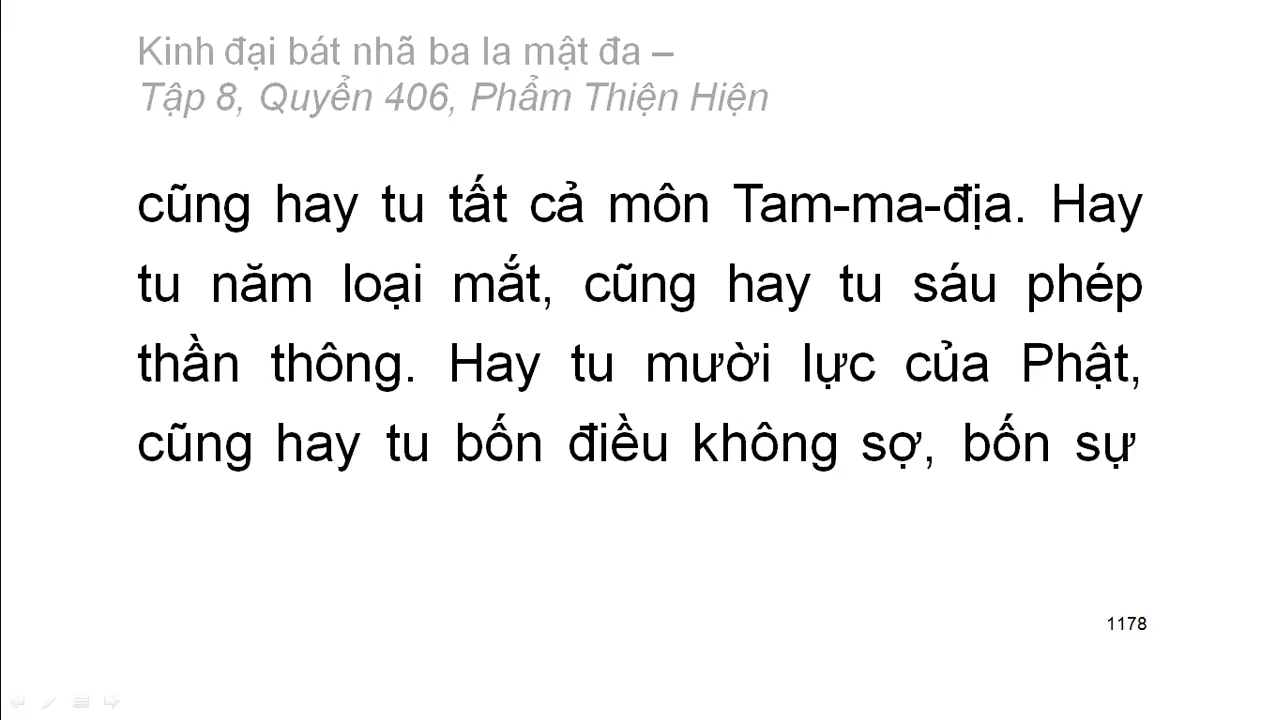 Kinh đại bát nhã ba la mật đa –
Tập 8, Quyển 406, Phẩm Thiện Hiện
cũng hay tu tất cả môn Tam-ma-địa. Hay
tu năm loại mắt, cũng hay tu sáu phép
thần thông. Hay tu mười lực của Phật,
cũng hay tu bốn điều không sợ, bốn sự
1178